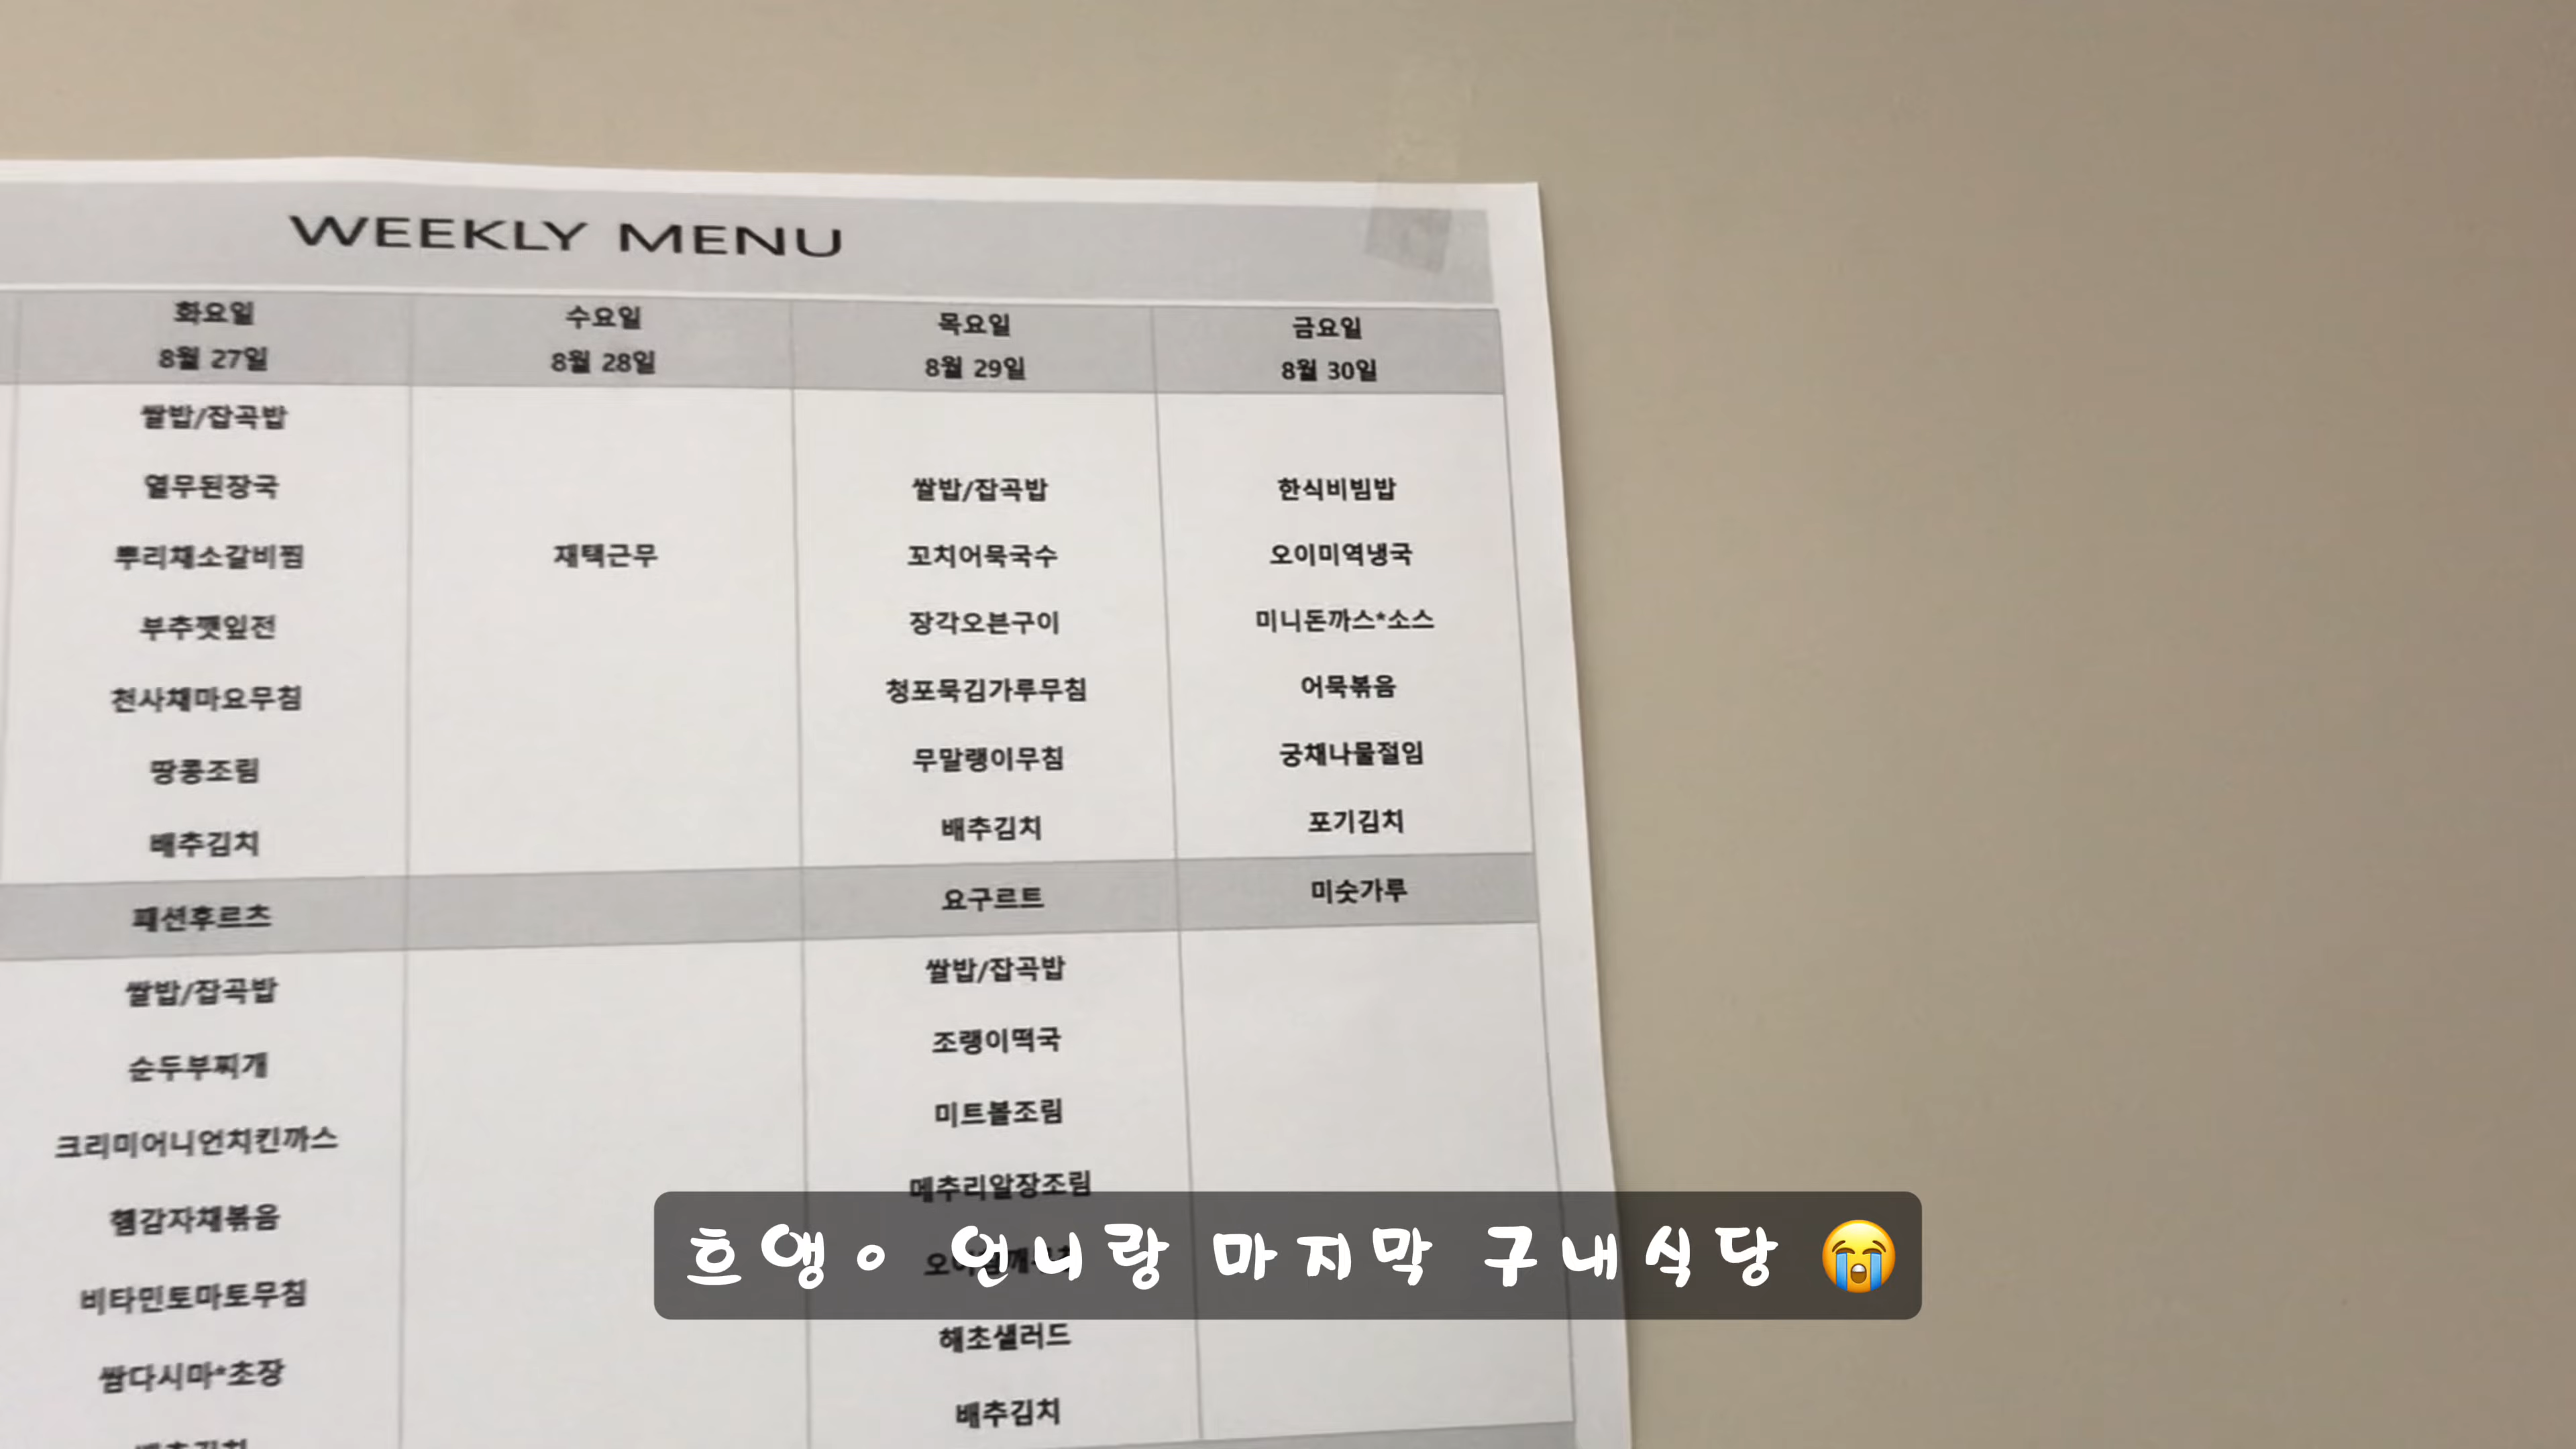 WEEKLY MENU
화요일
8월 27일
쌀밥/잡곡밥
열무된장국
뿌리채소갈비찜
부추깻잎전
천사채마요무침
땅콩조림
배추김치
패션후르츠
쌀밥/잡곡밥
순두부찌개
크리미어니언치킨까스
햄감자채볶음
비타민토마토무침
쌈다시마*초장
수요일
8월 28일
재택근무
목요일
8월 29일
쌀밥/잡곡밥
꼬치어묵국수
장각오븐구이
청포묵김가루무침
무말랭이무침
배추김치
요구르트
쌀밥/잡곡밥
조랭이떡국
미트볼조림
메추리알장조림
해초샐러드
배추김치
금요일
8월 30일
한식비빔밥
오이미역냉국
미니돈까스*소스
어묵볶음
궁채나물절임
포기김치
미숫가루
흐앵ㅇ 언니랑 마지막 구내식당 😭